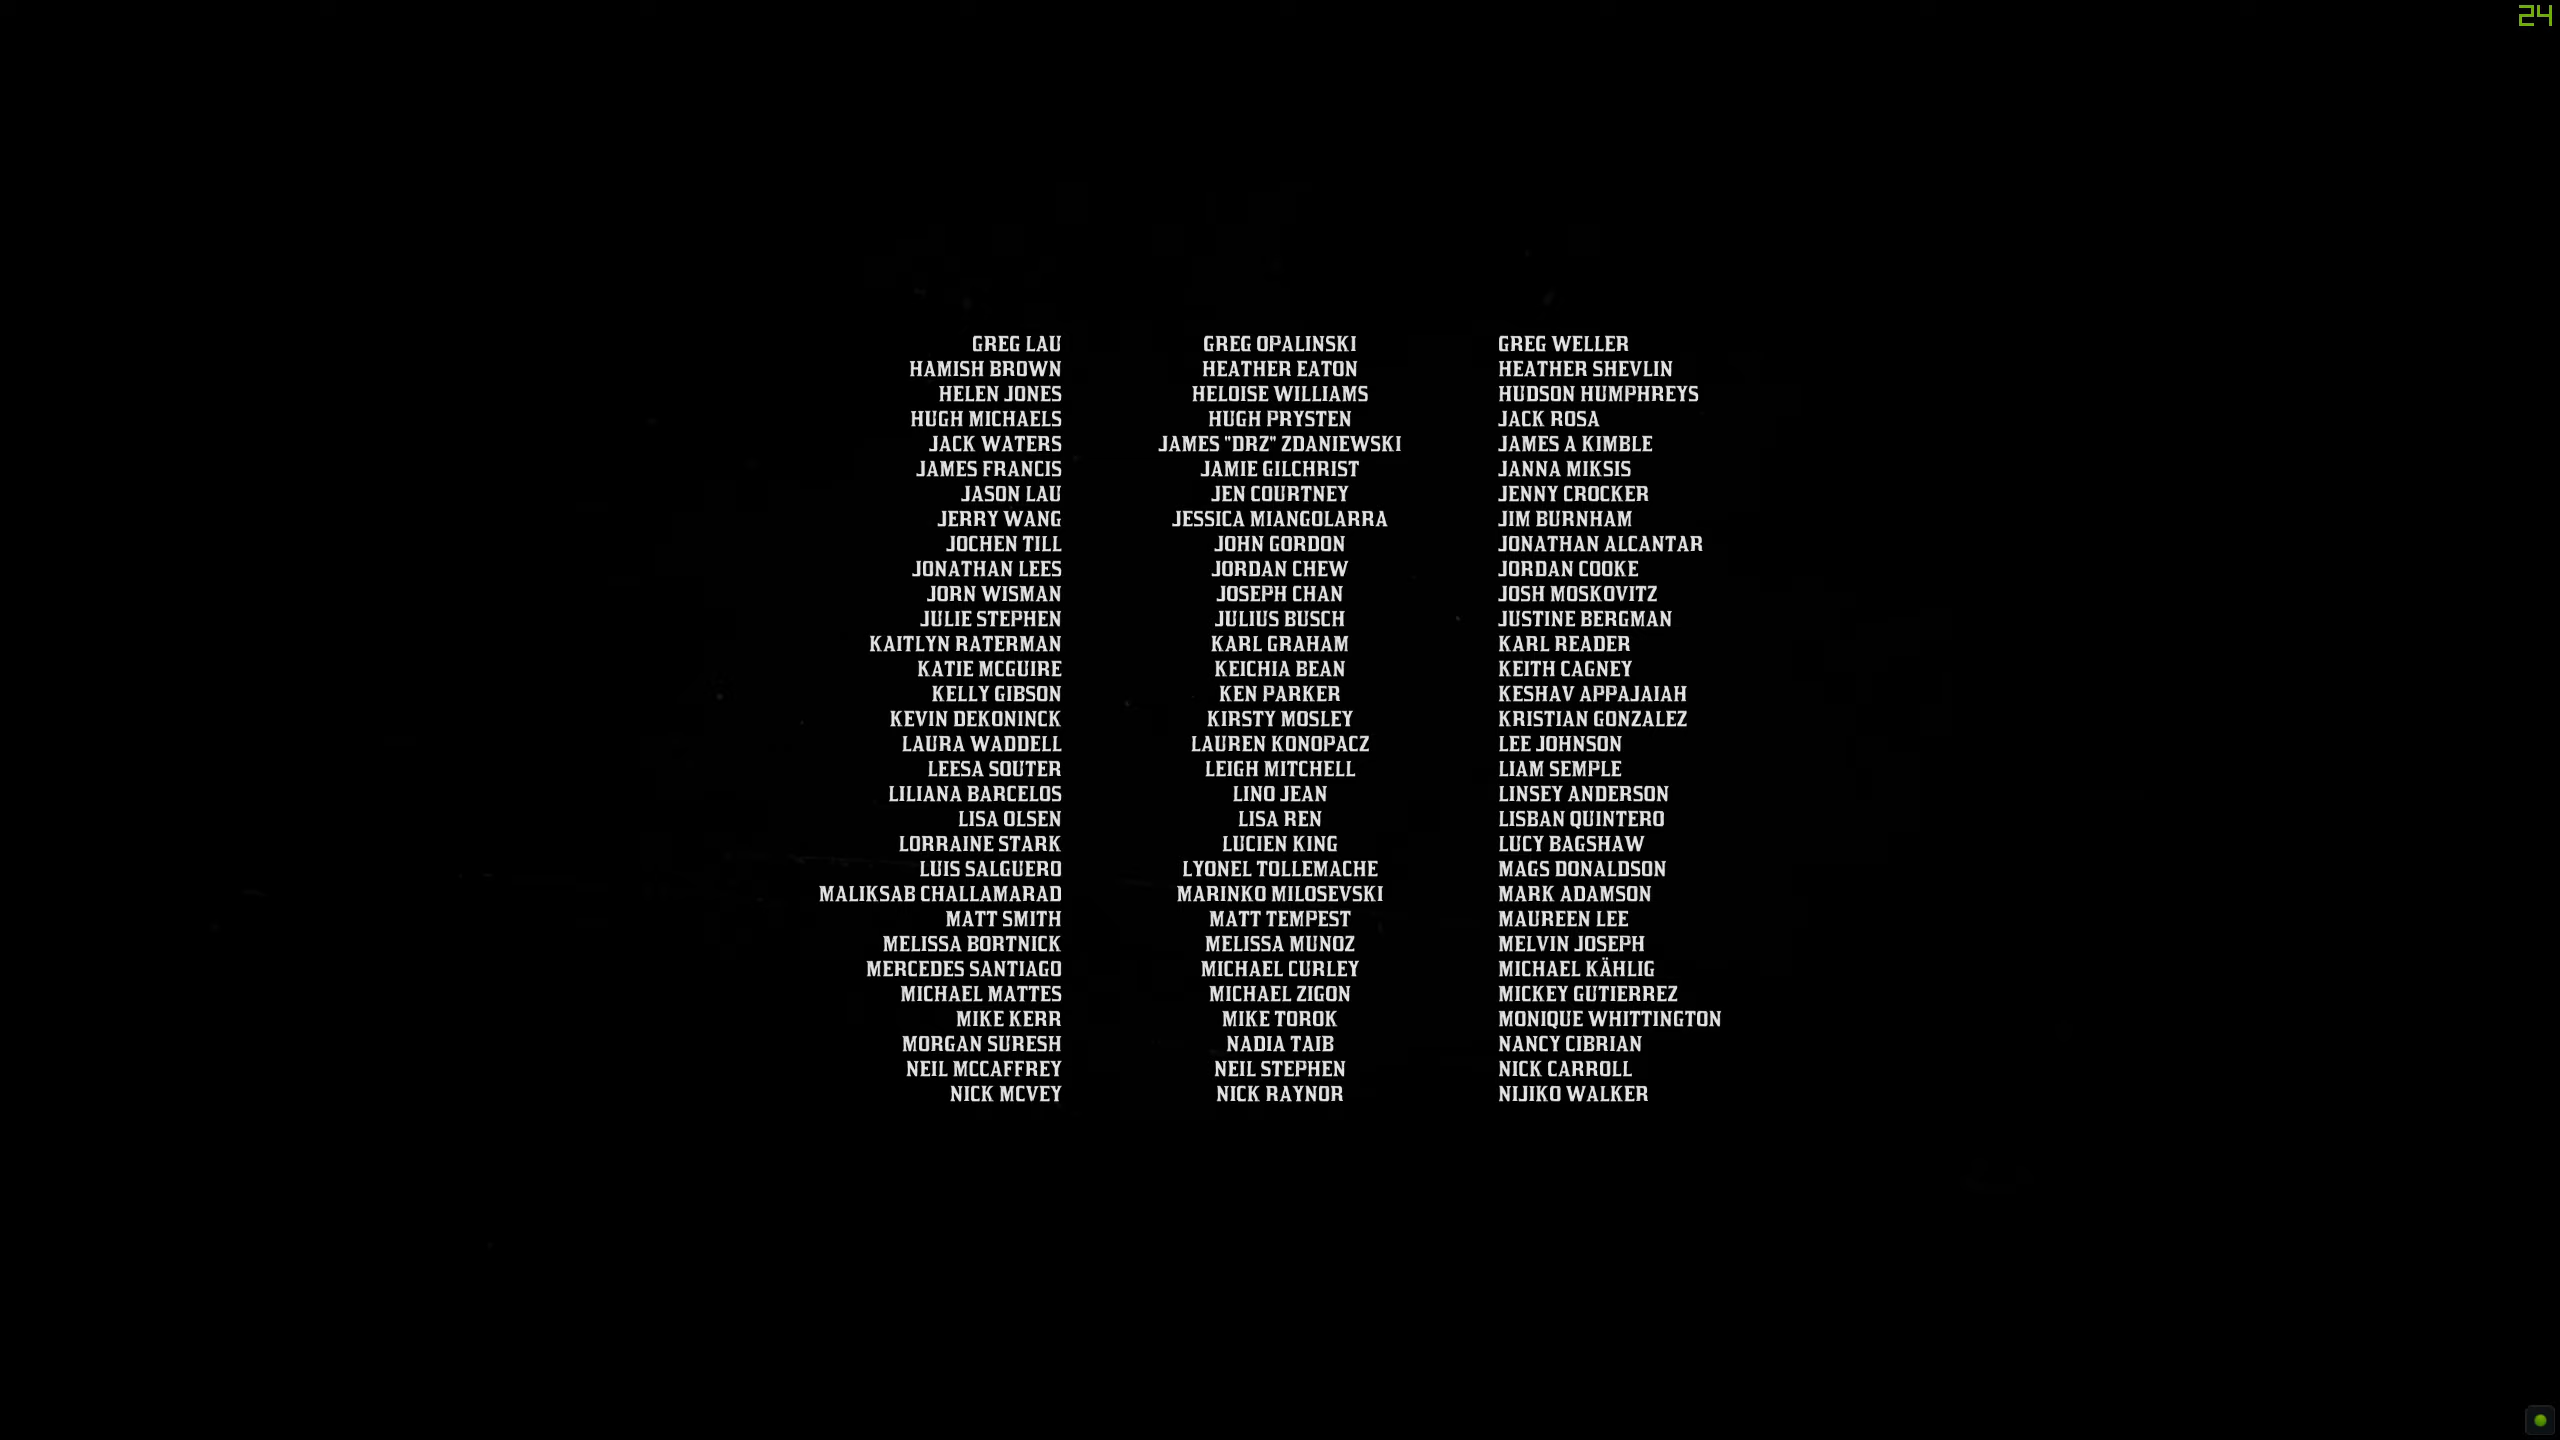 24
GREG LAU GREG OPALINSKI GREG WELLER
HAMISH BROWN HEATHER EATON HEATHER SHEVLIN
HELEN JONES HELOISE WILLIAMS HUDSON HUMPHREYS
HUGH MICHAELS HUGH PRYSTEN JACK ROSA
JACK WATERS JAMES "DRZ" ZDANIEWSKI JAMES A KIMBLE
JAMES FRANCIS JAMIE GILCHRIST JANNA MIKSIS
JASON LAU JEN COURTNEY JENNY CROCKER
JERRY WANG JESSICA MIANGOLARRA JIM BURNHAM
JOCHEN TILL JOHN GORDON JONATHAN ALCANTAR
JONATHAN LEES JORDAN CHEW JORDAN COOKE
JORN WISMAN JOSEPH CHAN JOSH MOSKOVITZ
JULIE STEPHEN JULIUS BUSCH JUSTINE BERGMAN
KAITLYN RATERMAN KARL GRAHAM KARL READER
KATIE MCGUIRE KEICHIA BEAN KEITH CAGNEY
KELLY GIBSON KEN PARKER KESHAV APPAJAIAH
KEVIN DEKONINCK KIRSTY MOSLEY KRISTIAN GONZALEZ
LAURA WADDELL LAUREN KONOPACZ LEE JOHNSON
LEESA SOUTER LEIGH MITCHELL LIAM SEMPLE
LILIANA BARCELOS LINO JEAN LINSEY ANDERSON
LISA OLSEN LISA REN LISBAN QUINTERO
LORRAINE STARK LUCIEN KING LUCY BAGSHAW
LUIS SALGUERO LYONEL TOLLEMACHE MAGS DONALDSON
MALIKSAB CHALLAMARAD MARINKO MILOSEVSKI MARK ADAMSON
MATT SMITH MATT TEMPEST MAUREEN LEE
MELISSA BORTNICK MELISSA MUNOZ MELVIN JOSEPH
MERCEDES SANTIAGO MICHAEL CURLEY MICHAEL KÄHLIG
MICHAEL MATTES MICHAEL ZIGON MICKEY GUTIERREZ
MIKE KERR MIKE TOROK MONIQUE WHITTINGTON
MORGAN SURESH NADIA TAIB NANCY CIBRIAN
NEIL MCCAFFREY NEIL STEPHEN NICK CARROLL
NICK MCVEY NICK RAYNOR NIJIKO WALKER